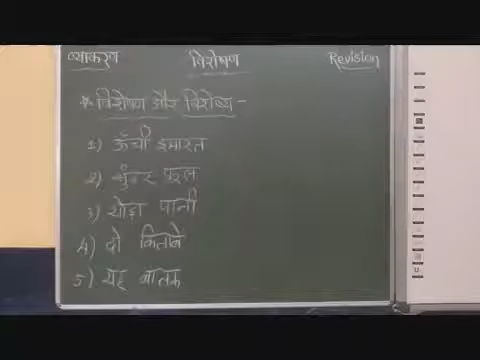 व्याकरण विशेषण Revision
* विशेषण और विशेष्य -
1) ऊँची इमारत
2) सुंदर फूल
3) थोड़ा पानी
4) दो किताबे
5) यह बालक